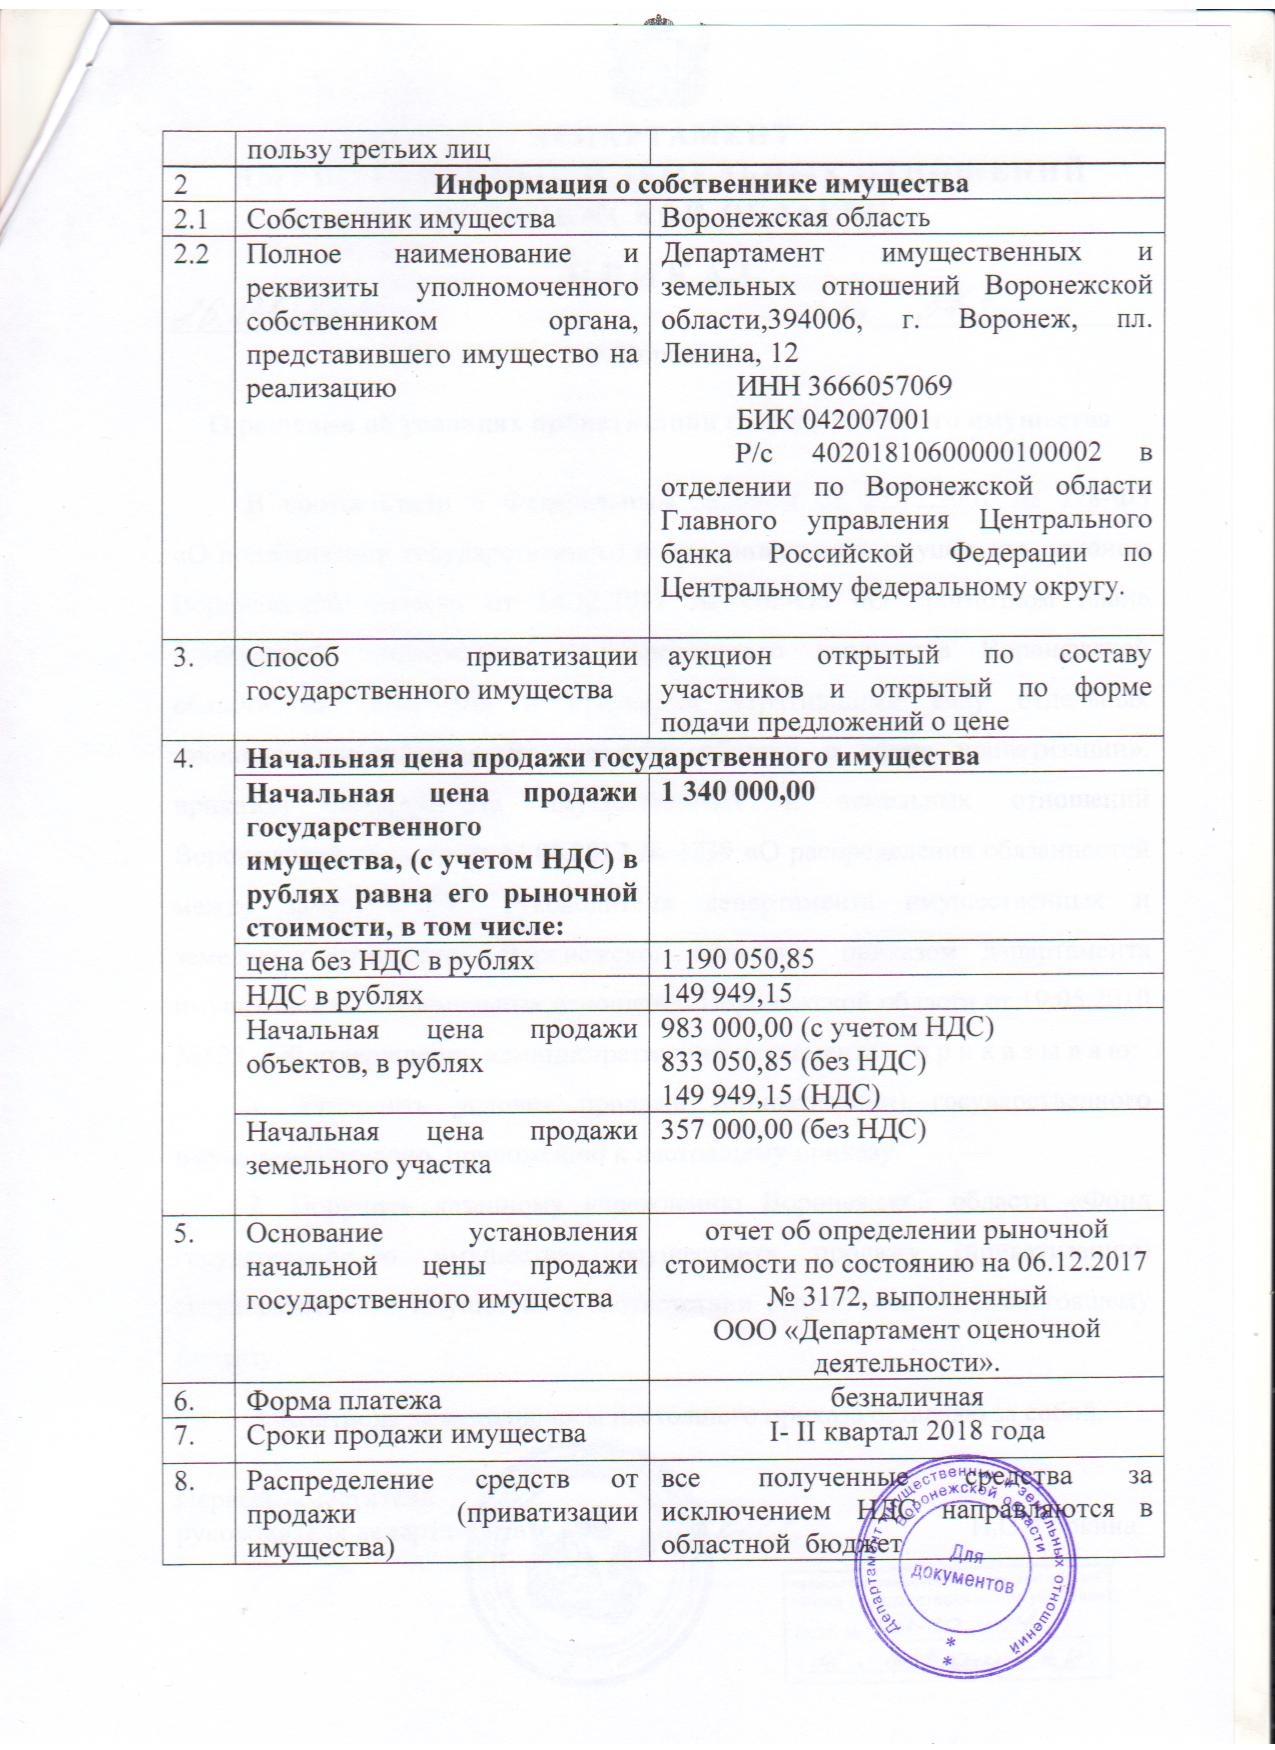 пользу третьих лиц
2 Информация о собственнике имущества
2.1 Собственник имущества Воронежская область
2.2 Полное наименование и реквизиты уполномоченного собственником органа, представившего имущество на реализацию
Департамент имущественных и
земельных отношений Воронежской
области,394006, г. Воронеж, пл.
Ленина, 12
ИНН 3666057069
БИК 042007001
Р/с 40201810600000100002 в
отделении по Воронежской области
Главного управления Центрального
банка Российской Федерации по
Центральному федеральному округу.
3. Способ приватизации
государственного имущества
аукцион открытый по составу
участников и открытый по форме
подачи предложений о цене
4. Начальная цена продажи государственного имущества
Начальная цена продажи
государственного
имущества, (с учетом НДС) в
рублях равна его рыночной
стоимости, в том числе:
1 340 000,00
цена без НДС в рублях 1 190 050,85
НДС в рублях 149 949,15
Начальная цена продажи
объектов, в рублях
983 000,00 (с учетом НДС)
833 050,85 (без НДС)
149 949,15 (НДС)
Начальная цена продажи
земельного участка
357 000,00 (без НДС)
5. Основание установления
начальной цены продажи
государственного имущества
отчет об определении рыночной
стоимости по состоянию на 06.12.2017
№ 3172, выполненный
ООО «Департамент оценочной
деятельности».
6. Форма платежа безналичная
7. Сроки продажи имущества I- II квартал 2018 года
8. Распределение средств от
продажи (приватизации
имущества)
все полученные средства за
исключением НДС направляются в
областной бюджет
Департамент имущественных и земельных отношений
Воронежской области
Для
документов